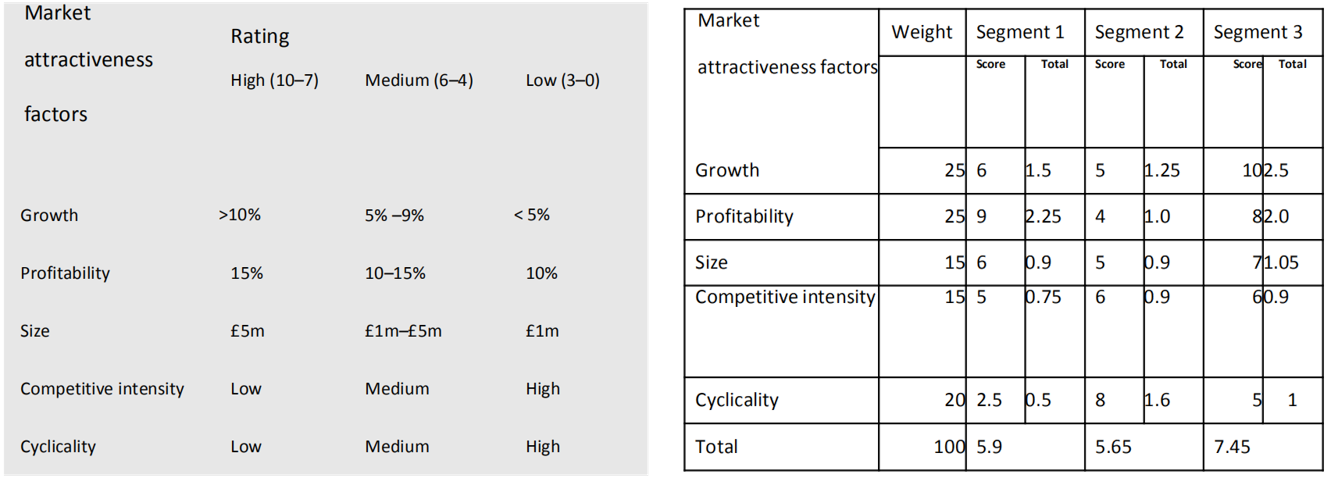 Market
attractiveness
factors
Rating
High (10–7) Medium (6–4) Low (3–0)
Growth >10% 5% –9% < 5%
Profitability 15% 10–15% 10%
Size £5m £1m–£5m £1m
Competitive intensity Low Medium High
Cyclicality Low Medium High
Market
attractiveness factors
Weight Segment 1 Segment 2 Segment 3
Score Total Score Total Score Total
Growth 25 6 1.5 5 1.25 10 2.5
Profitability 25 9 2.25 4 1.0 8 2.0
Size 15 6 0.9 5 0.9 7 1.05
Competitive intensity 15 5 0.75 6 0.9 6 0.9
Cyclicality 20 2.5 0.5 8 1.6 5 1
Total 100 5.9 5.65 7.45